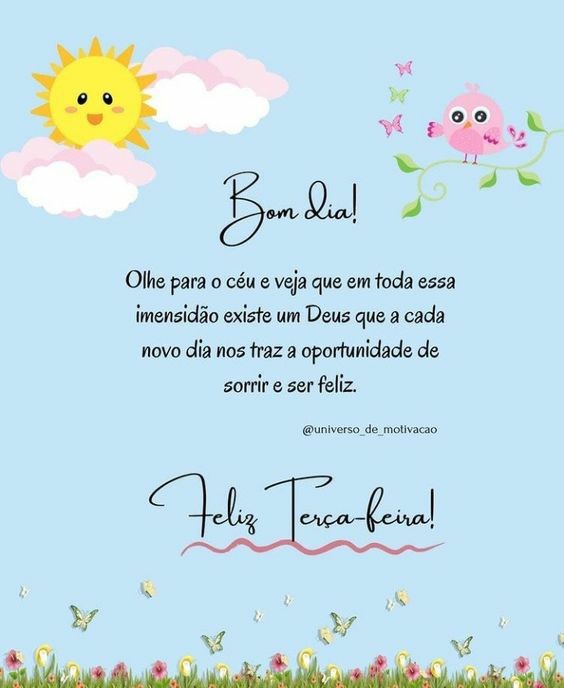 Bom dia!
Olhe para o céu e veja que em toda essa
imensidão existe um Deus que a cada
novo dia nos traz a oportunidade de
sorrir e ser feliz.
@universo_de_motivacao
Feliz Terça-feira!